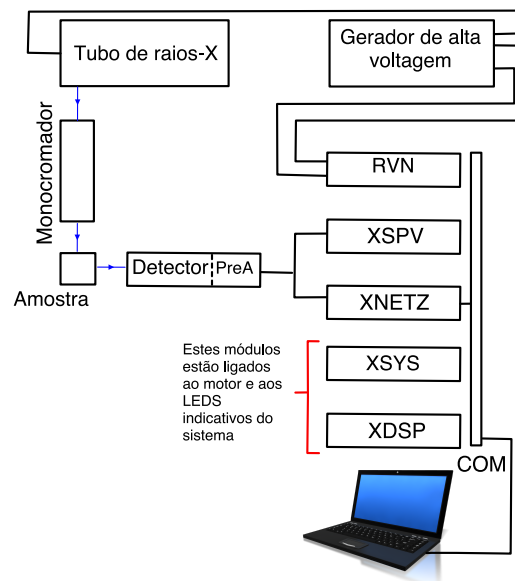 Tubo de raios-X
Gerador de alta
voltagem
Monocromador
RVN
XSPV
Detector
PreA
Amostra
XNETZ
Estes módulos
estão ligados
ao motor e aos
LEDS
indicativos do
sistema
XSYS
XDSP
COM